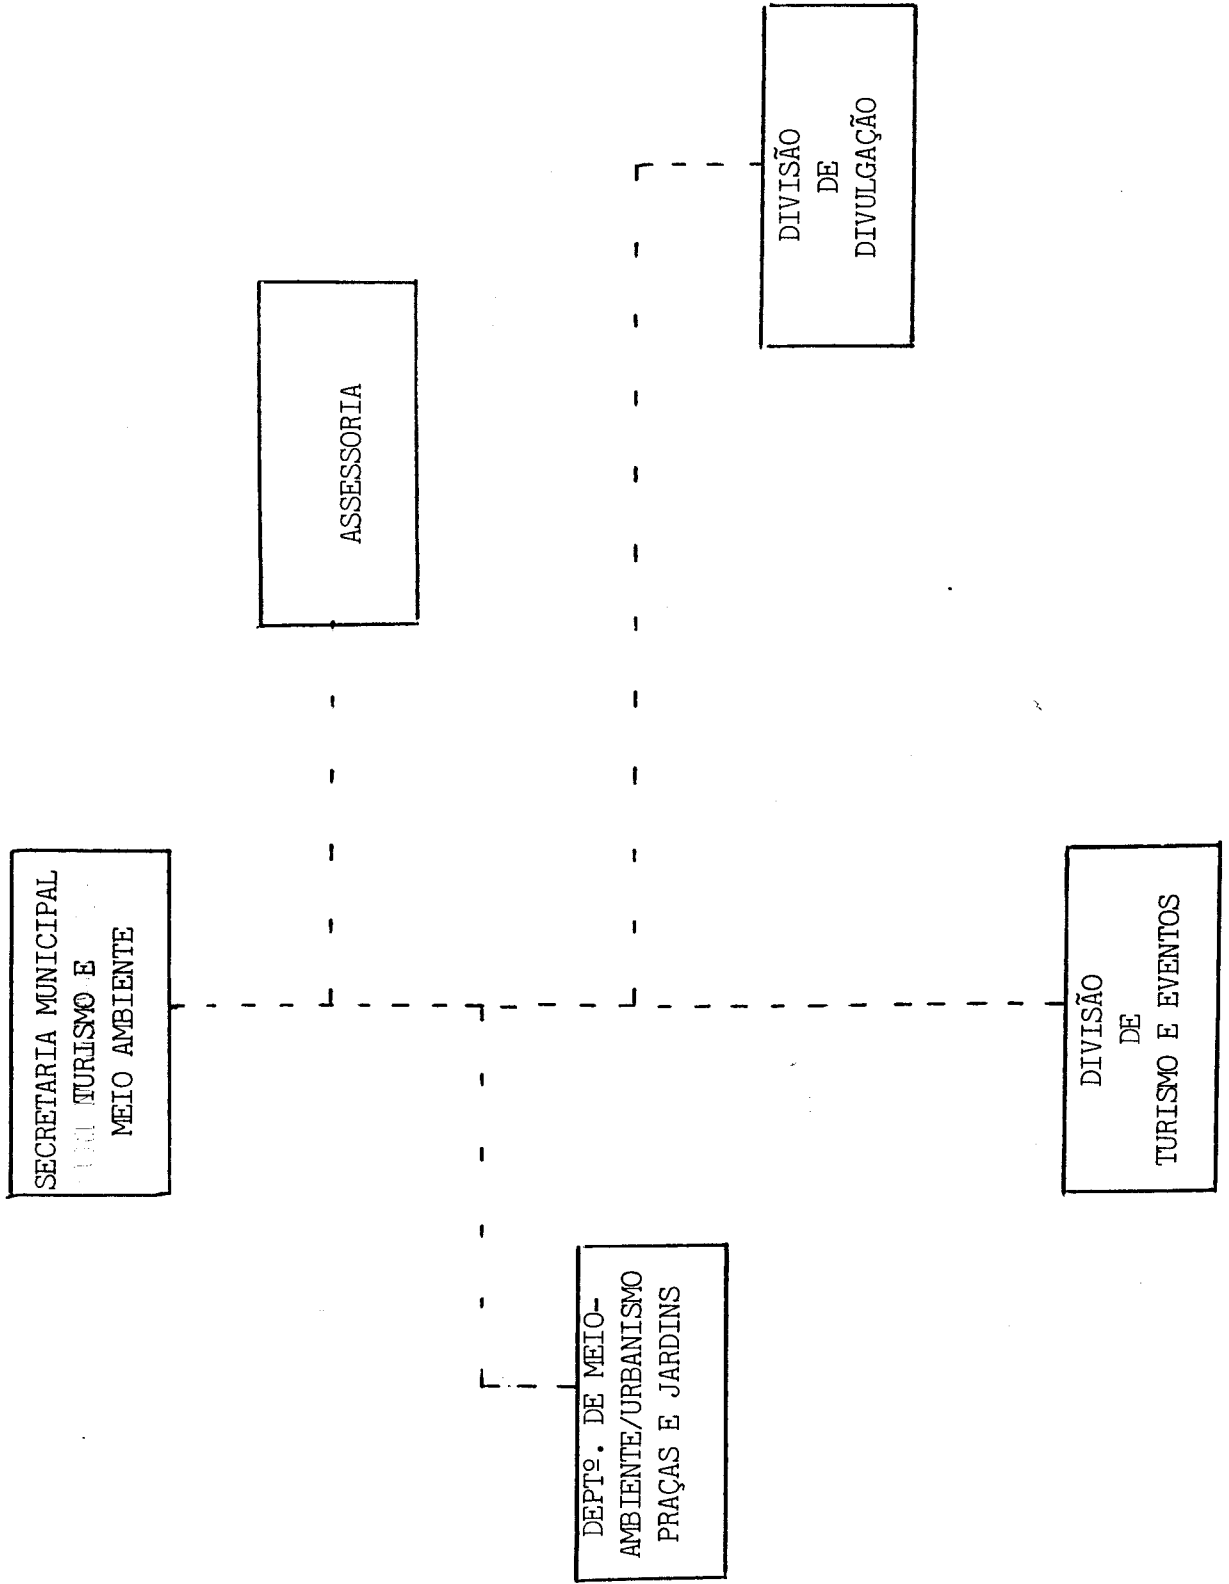 SECRETARIA MUNICIPAL
TURISMO E
MEIO AMBIENTE
ASSESSORIA
DEPTº. DE MEIO-
AMBIENTE/URBANISMO
PRAÇAS E JARDINS
DIVISÃO
DE
DIVULGAÇÃO
DIVISÃO
DE
TURISMO E EVENTOS